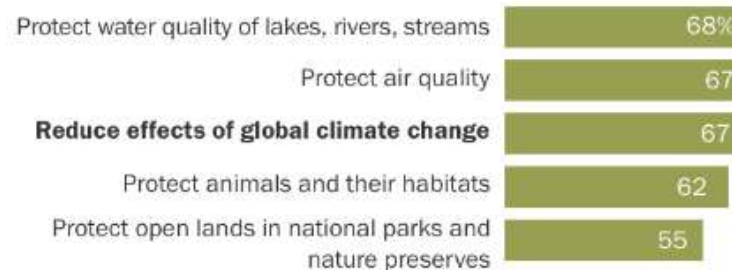 Protect water quality of lakes, rivers, streams 68%
Protect air quality 67
Reduce effects of global climate change 67
Protect animals and their habitats 62
Protect open lands in national parks and
nature preserves 55